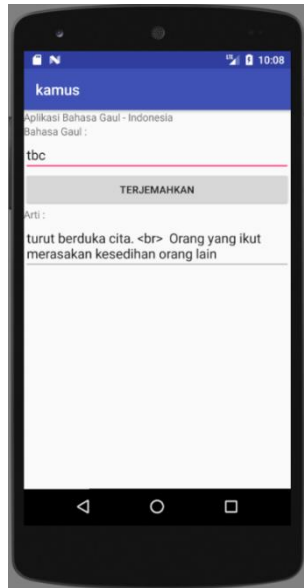 10:08
kamus
Aplikasi Bahasa Gaul - Indonesia
Bahasa Gaul :
tbc
TERJEMAHKAN
Arti :
turut berduka cita. <br> Orang yang ikut
merasakan kesedihan orang lain